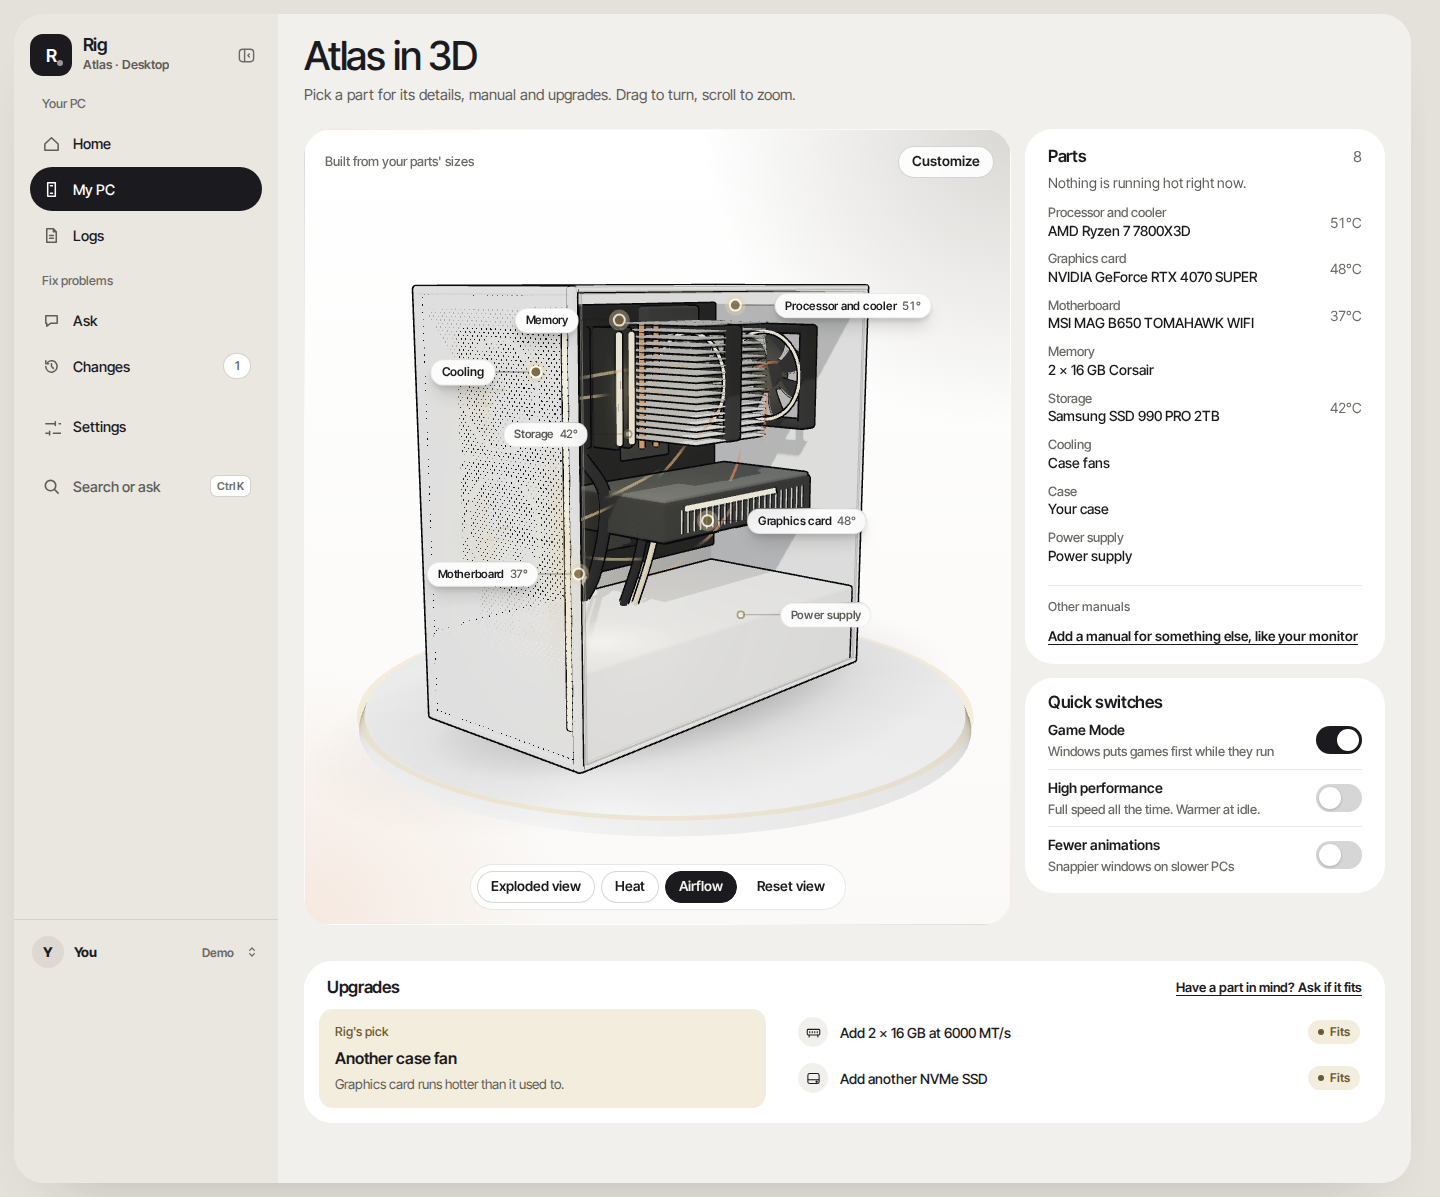 R
Rig
Atlas · Desktop
Your PC
Home
My PC
Logs
Fix problems
Ask
Changes
1
Settings
Search or ask
Ctrl K
Y
You
Demo
Atlas in 3D
Pick a part for its details, manual and upgrades. Drag to turn, scroll to zoom.
Built from your parts' sizes
Customize
Memory
Processor and cooler 51°
Cooling
Storage 42°
Graphics card 48°
Motherboard 37°
Power supply
Exploded view
Heat
Airflow
Reset view
Parts
8
Nothing is running hot right now.
Processor and cooler
AMD Ryzen 7 7800X3D
51°C
Graphics card
NVIDIA GeForce RTX 4070 SUPER
48°C
Motherboard
MSI MAG B650 TOMAHAWK WIFI
37°C
Memory
2 × 16 GB Corsair
Storage
Samsung SSD 990 PRO 2TB
42°C
Cooling
Case fans
Case
Your case
Power supply
Power supply
Other manuals
Add a manual for something else, like your monitor
Quick switches
Game Mode
Windows puts games first while they run
High performance
Full speed all the time. Warmer at idle.
Fewer animations
Snappier windows on slower PCs
Upgrades
Have a part in mind? Ask if it fits
Rig's pick
Another case fan
Graphics card runs hotter than it used to.
Add 2 × 16 GB at 6000 MT/s
Fits
Add another NVMe SSD
Fits